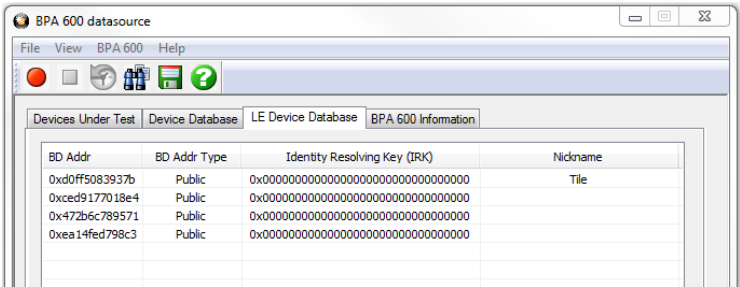 BPA 600 datasource
File View BPA 600 Help
Devices Under Test Device Database LE Device Database BPA 600 Information
BD Addr BD Addr Type Identity Resolving Key (IRK) Nickname
0xd0ff5083937b Public 0x00000000000000000000000000000000 Tile
0xced9177018e4 Public 0x00000000000000000000000000000000
0x472b6c789571 Public 0x00000000000000000000000000000000
0xea14fed798c3 Public 0x00000000000000000000000000000000